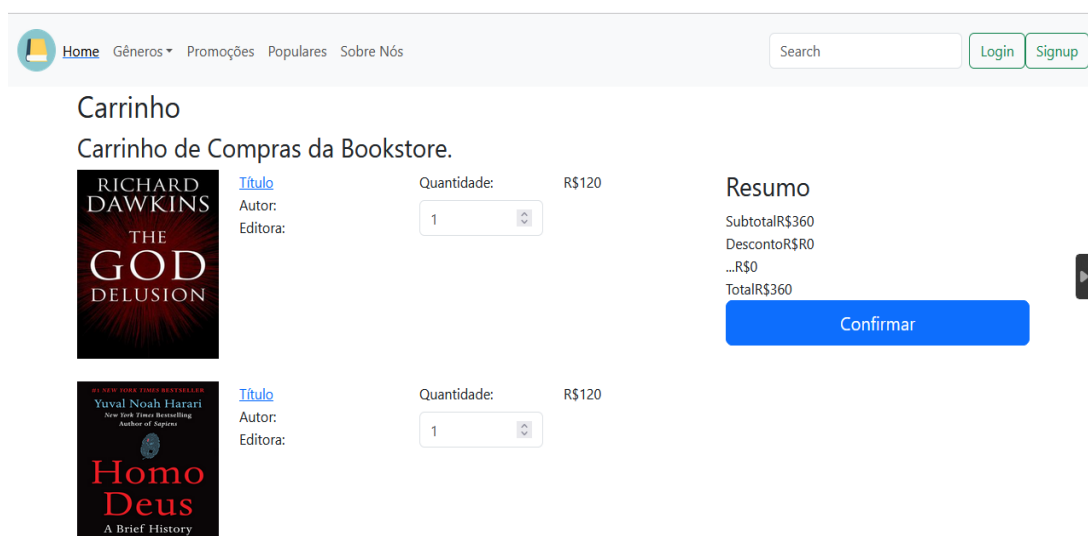 Home Gêneros Promoções Populares Sobre Nós Search Login Signup
Carrinho
Carrinho de Compras da Bookstore.
RICHARD
DAWKINS
THE
GOD
DELUSION
Título
Autor:
Editora:
Quantidade:
1
R$120
Resumo
SubtotalR$360
DescontoR$R0
...R$0
TotalR$360
Confirmar
#1 NEW YORK TIMES BESTSELLER
Yuval Noah Harari
New York Times Bestselling
Author of Sapiens
Homo
Deus
A Brief History
Título
Autor:
Editora:
Quantidade:
1
R$120